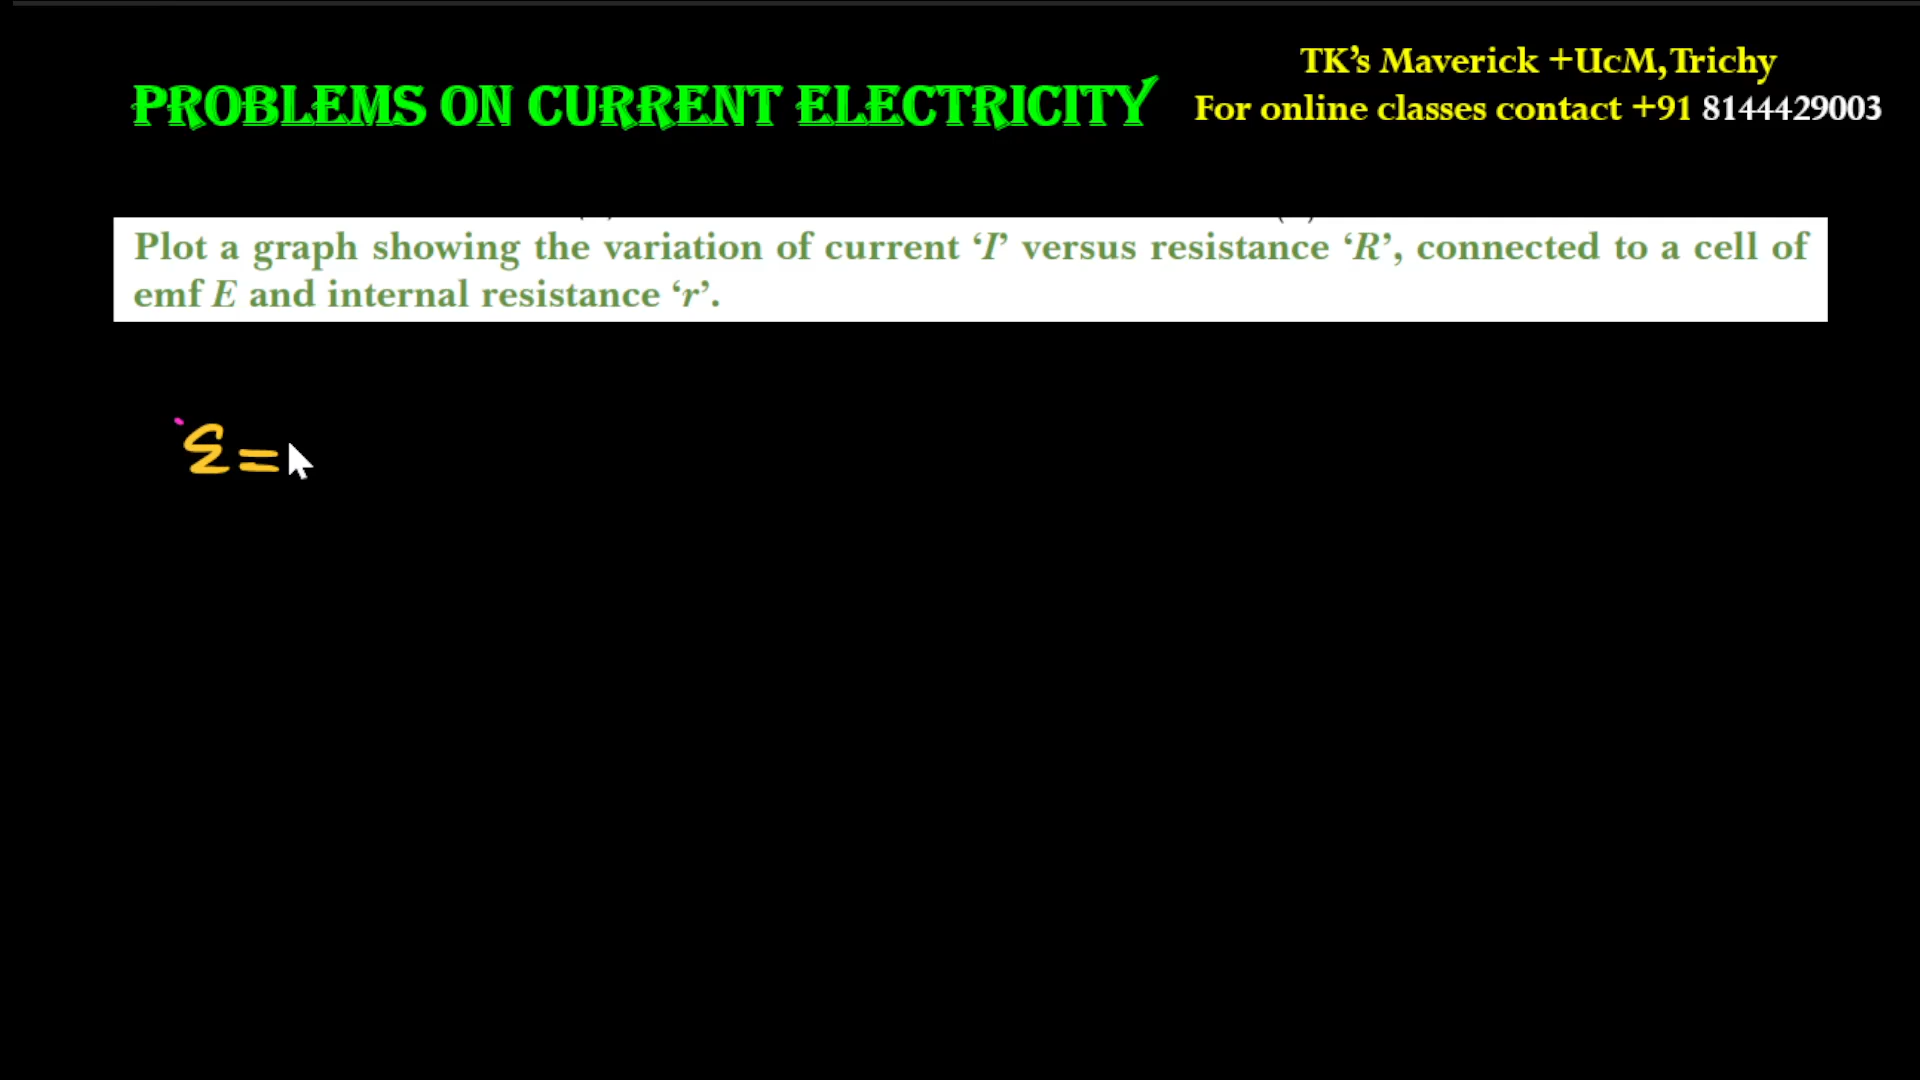 TK’s Maverick +UcM,Trichy
PROBLEMS ON CURRENT ELECTRICITY
For online classes contact +91 8144429003
Plot a graph showing the variation of current ‘I’ versus resistance ‘R’, connected to a cell of
emf E and internal resistance ‘r’.
Ɛ =